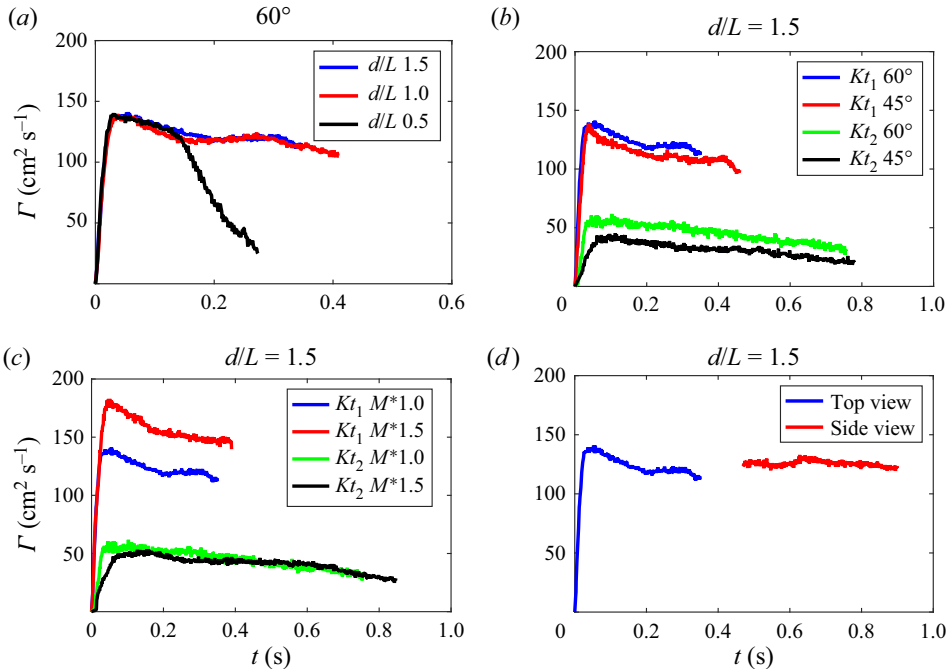 (a) 60°
200
150
100
50
0 0.2 0.4 0.6
Γ (cm² s⁻¹)
d/L 1.5
d/L 1.0
d/L 0.5
(b) d/L = 1.5
200
150
100
50
0 0.2 0.4 0.6 0.8 1.0
Kt₁ 60°
Kt₁ 45°
Kt₂ 60°
Kt₂ 45°
(c) d/L = 1.5
200
150
100
50
0 0.2 0.4 0.6 0.8 1.0
Γ (cm² s⁻¹)
t (s)
Kt₁ M*1.0
Kt₁ M*1.5
Kt₂ M*1.0
Kt₂ M*1.5
(d) d/L = 1.5
200
150
100
50
0 0.2 0.4 0.6 0.8 1.0
t (s)
Top view
Side view